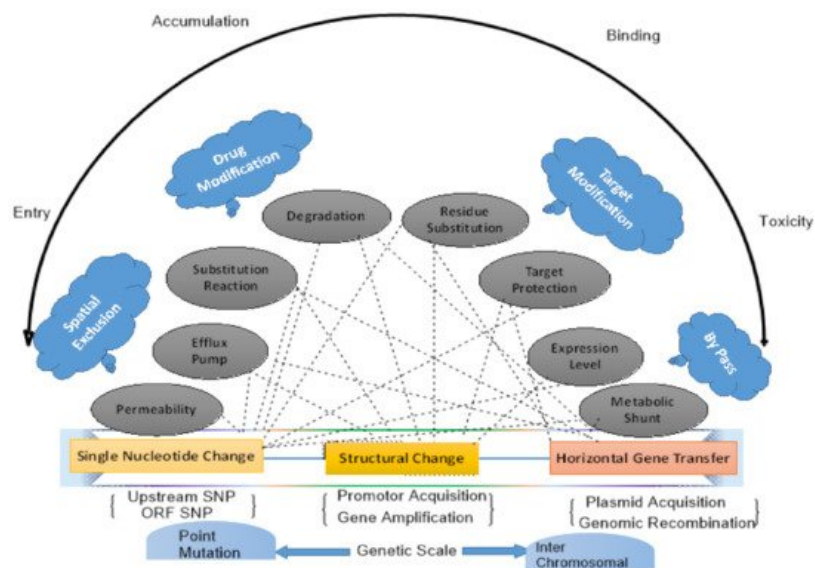 Accumulation
Binding
Entry
Toxicity
Drug
Modification
Target
Modification
Spatial
Exclusion
By Pass
Degradation
Residue
Substitution
Substitution
Reaction
Target
Protection
Efflux
Pump
Expression
Level
Permeability
Metabolic
Shunt
Single Nucleotide Change
Structural Change
Horizontal Gene Transfer
Upstream SNP
ORF SNP
Promotor Acquisition
Gene Amplification
Plasmid Acquisition
Genomic Recombination
Point
Mutation
Genetic Scale
Inter
Chromosomal